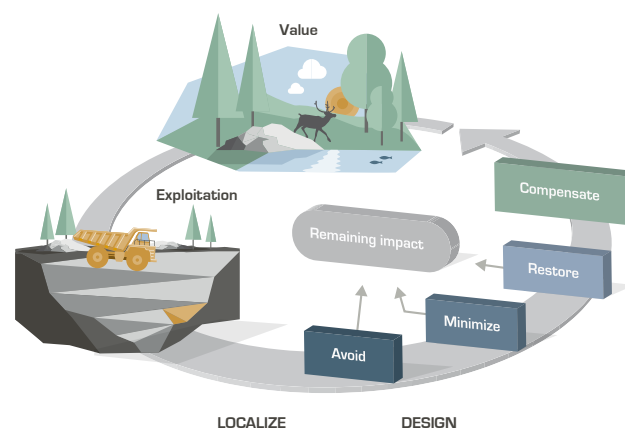 Value
Exploitation
Compensate
Remaining impact
Restore
Minimize
Avoid
LOCALIZE
DESIGN